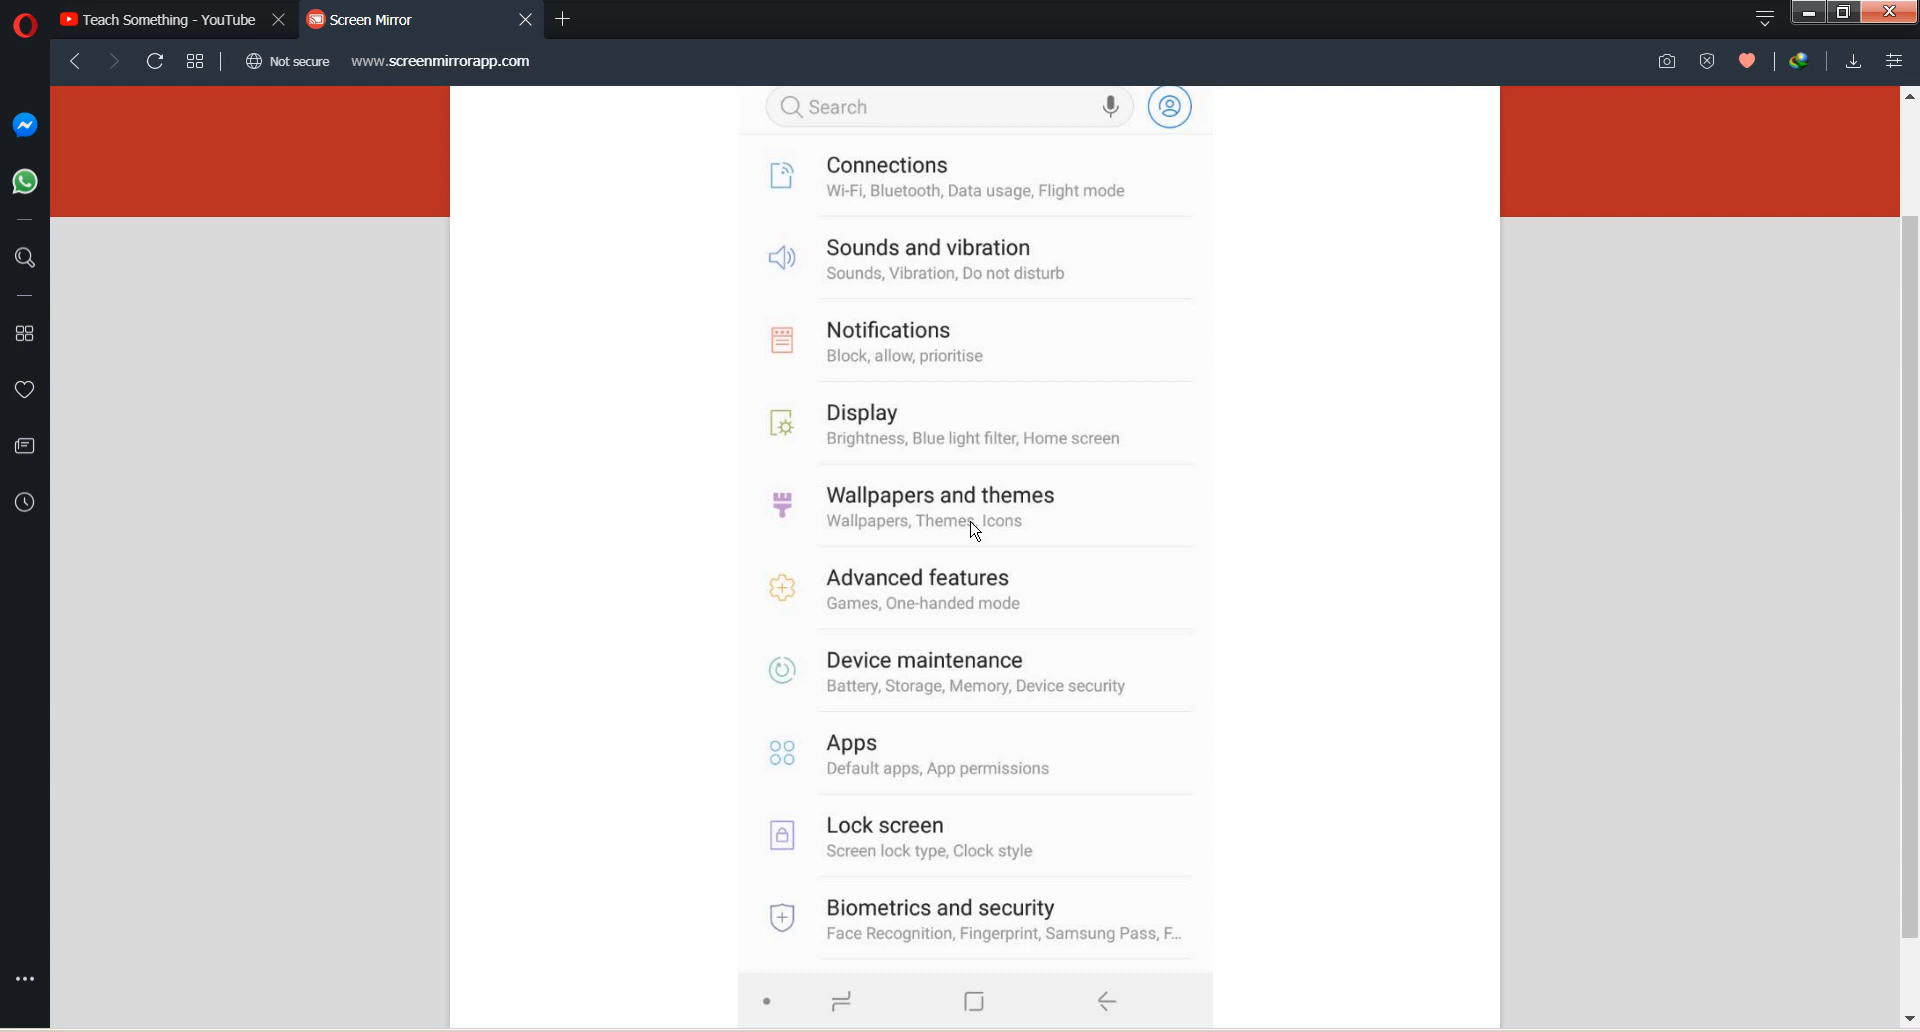 Teach Something - YouTube
Screen Mirror
Not secure
www.screenmirrorapp.com
Search
Connections
Wi-Fi, Bluetooth, Data usage, Flight mode
Sounds and vibration
Sounds, Vibration, Do not disturb
Notifications
Block, allow, prioritise
Display
Brightness, Blue light filter, Home screen
Wallpapers and themes
Wallpapers, Themes, Icons
Advanced features
Games, One-handed mode
Device maintenance
Battery, Storage, Memory, Device security
Apps
Default apps, App permissions
Lock screen
Screen lock type, Clock style
Biometrics and security
Face Recognition, Fingerprint, Samsung Pass, F...